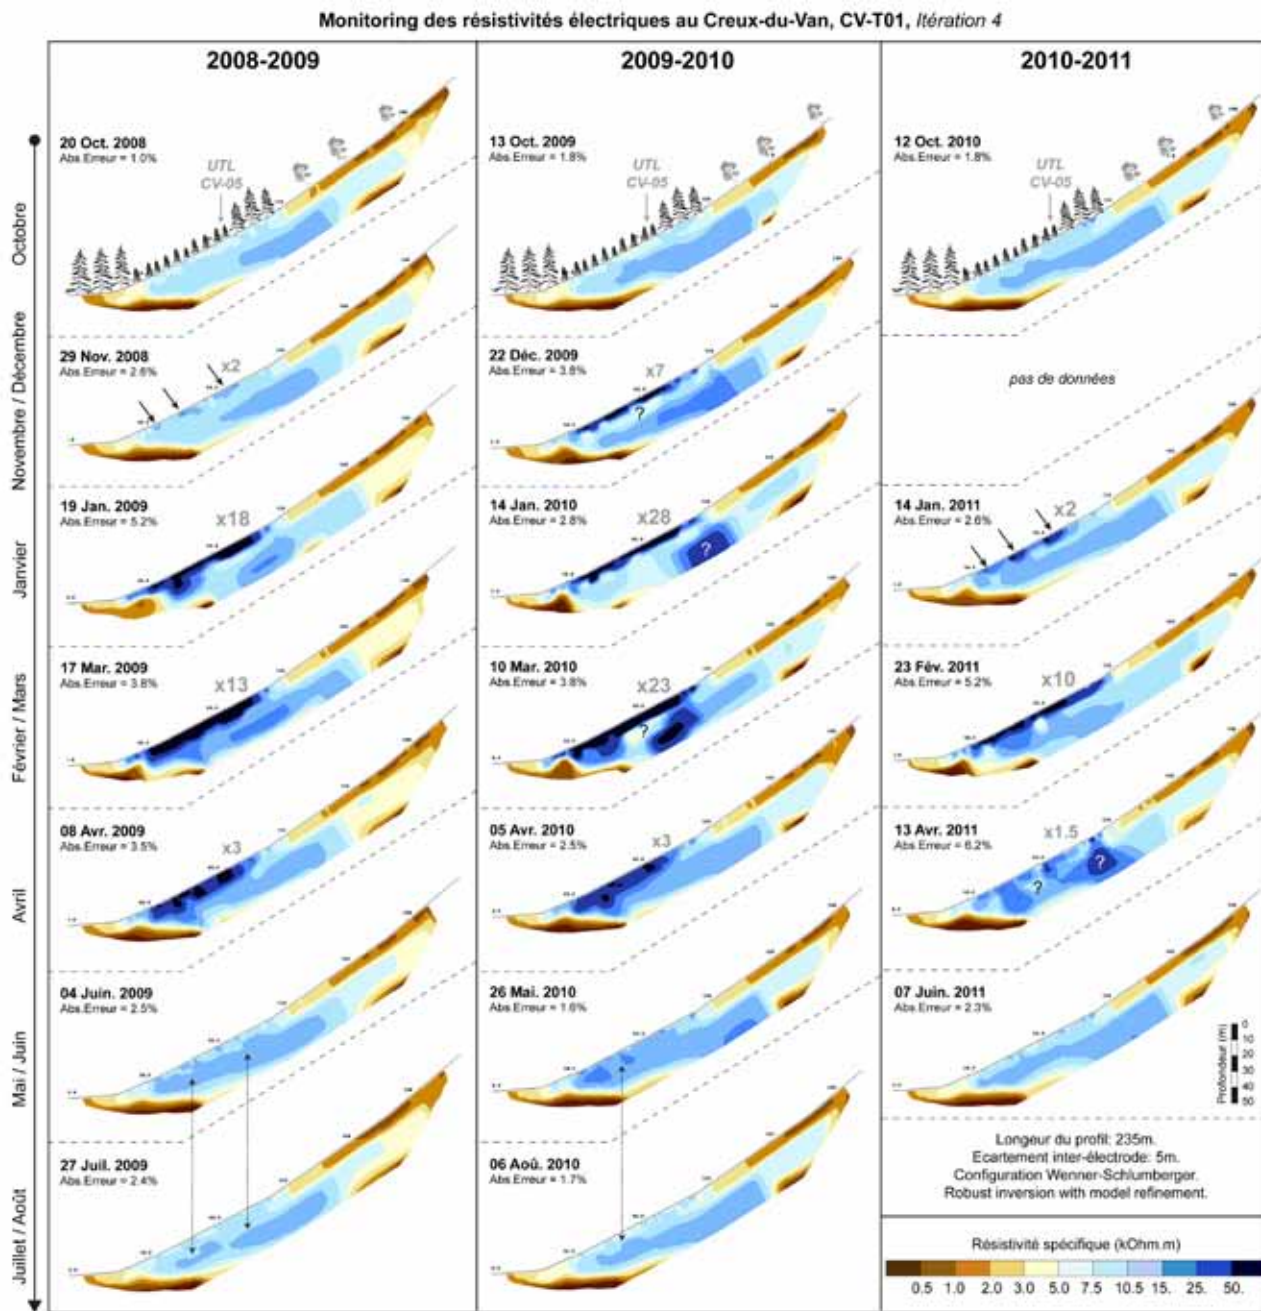 Monitoring des résistivités électriques au Creux-du-Van, CV-T01, Itération 4
2008-2009
2009-2010
2010-2011
Octobre
20 Oct. 2008
Abs.Erreur = 1.0%
UTL
CV-05
13 Oct. 2009
Abs.Erreur = 1.8%
UTL
CV-05
12 Oct. 2010
Abs.Erreur = 1.8%
UTL
CV-05
Novembre / Décembre
29 Nov. 2008
Abs.Erreur = 2.6%
x2
22 Déc. 2009
Abs.Erreur = 3.8%
x7
?
pas de données
Janvier
19 Jan. 2009
Abs.Erreur = 5.2%
x18
14 Jan. 2010
Abs.Erreur = 2.8%
x28
?
14 Jan. 2011
Abs.Erreur = 2.6%
x2
Février / Mars
17 Mar. 2009
Abs.Erreur = 3.8%
x13
10 Mar. 2010
Abs.Erreur = 3.8%
x23
?
23 Fév. 2011
Abs.Erreur = 5.2%
x10
Avril
08 Avr. 2009
Abs.Erreur = 3.5%
x3
05 Avr. 2010
Abs.Erreur = 2.5%
x3
13 Avr. 2011
Abs.Erreur = 6.2%
x1.5
?
?
Mai / Juin
04 Juin. 2009
Abs.Erreur = 2.5%
26 Mai. 2010
Abs.Erreur = 1.6%
07 Juin. 2011
Abs.Erreur = 2.3%
Profondeur (m)
0
10
20
30
40
50
Juillet / Août
27 Juil. 2009
Abs.Erreur = 2.4%
06 Aoû. 2010
Abs.Erreur = 1.7%
Longeur du profil: 235m.
Ecartement inter-électrode: 5m.
Configuration Wenner-Schlumberger.
Robust inversion with model refinement.
Résistivité spécifique (kOhm.m)
0.5 1.0 2.0 3.0 5.0 7.5 10.5 15. 25. 50.